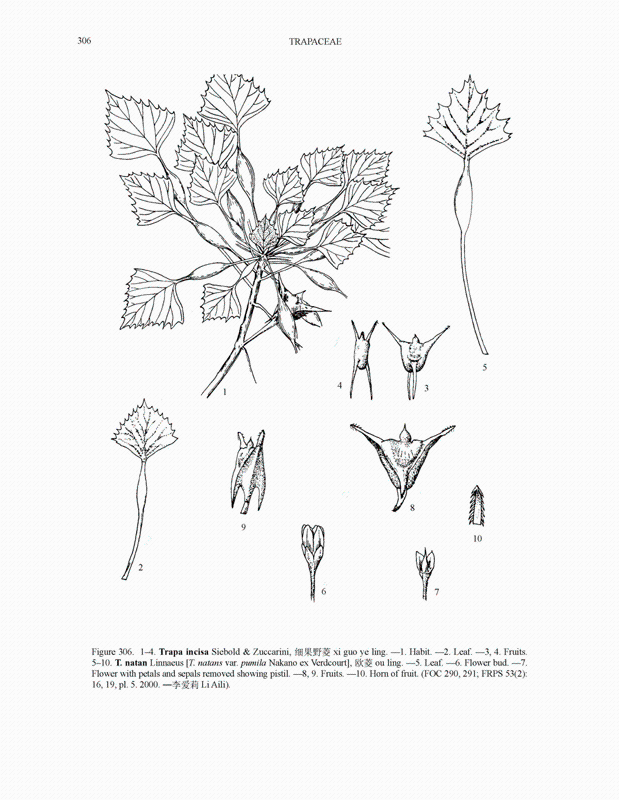 306
TRAPACEAE
5
4
3
1
2
9
8
10
6
7
Figure 306. 1–4. Trapa incisa Siebold & Zuccarini, 细果野菱 xi guo ye ling. —1. Habit. —2. Leaf. —3, 4. Fruits.
5–10. T. natan Linnaeus [T. natans var. pumila Nakano ex Verdcourt], 欧菱 ou ling. —5. Leaf. —6. Flower bud. —7.
Flower with petals and sepals removed showing pistil. —8, 9. Fruits. —10. Horn of fruit. (FOC 290, 291; FRPS 53(2):
16, 19, pl. 5. 2000. —李爱莉 Li Aili).